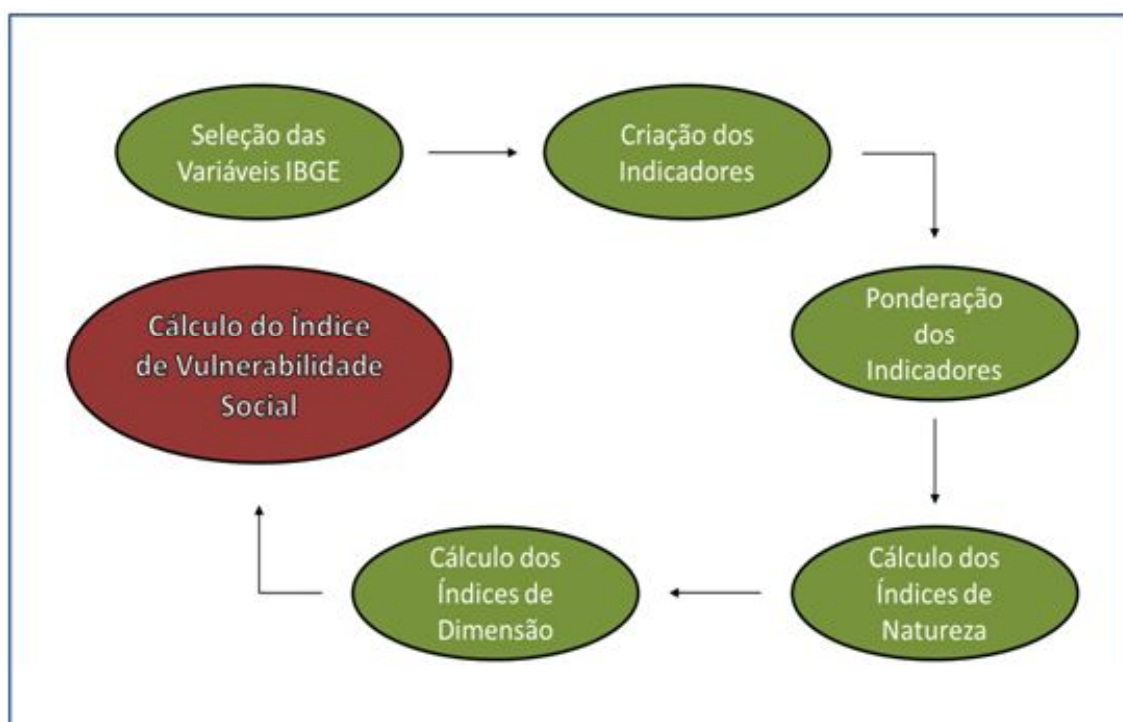 Seleção das
Variáveis IBGE
Criação dos
Indicadores
Ponderação
dos
Indicadores
Cálculo dos
Índices de
Natureza
Cálculo dos
Índices de
Dimensão
Cálculo do Índice
de Vulnerabilidade
Social